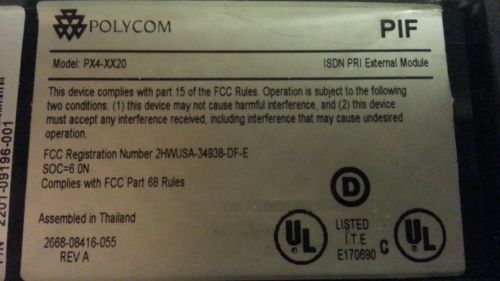 POLYCOM
PIF
Model: PX4-XX20
ISDN PRI External Module
This device complies with part 15 of the FCC Rules. Operation is subject to the following
two conditions: (1) this device may not cause harmful interference, and (2) this device
must accept any interference received, including interference that may cause undesired
operation.
FCC Registration Number 2HWUSA-34938-DF-E
SOC=6.0N
Complies with FCC Part 68 Rules
D
Assembled in Thailand
2668-08416-055
REV A
UL
LISTED
I.T.E
E170690
C
UL
P/N 2201-09196-001